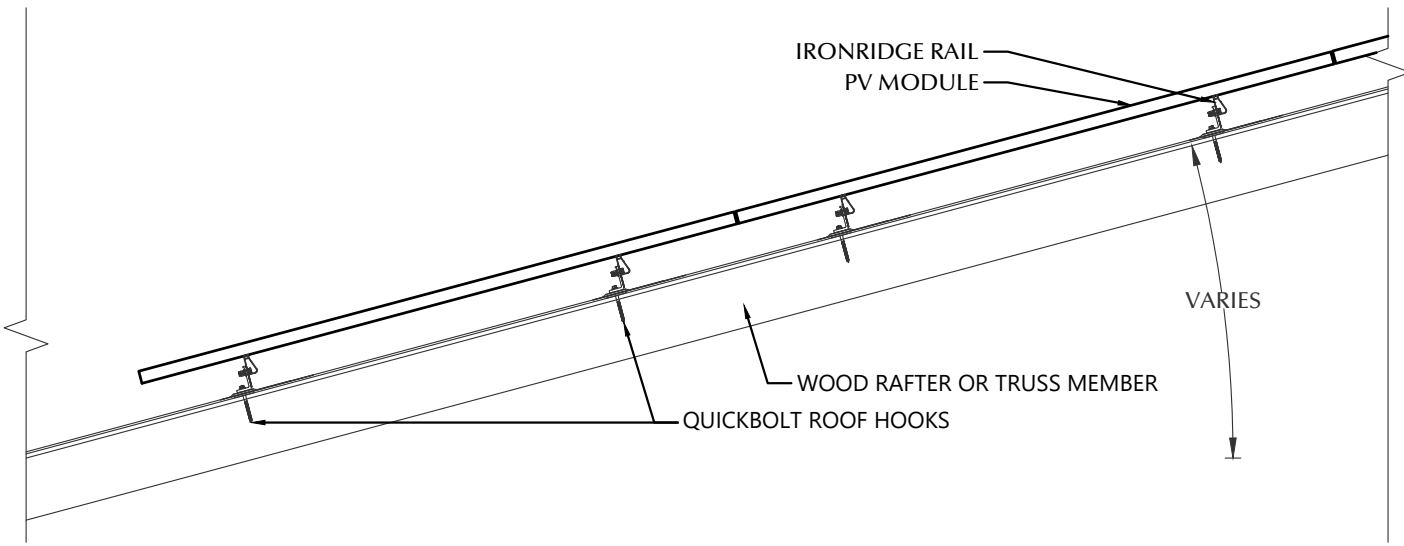 IRONRIDGE RAIL
PV MODULE
VARIES
WOOD RAFTER OR TRUSS MEMBER
QUICKBOLT ROOF HOOKS